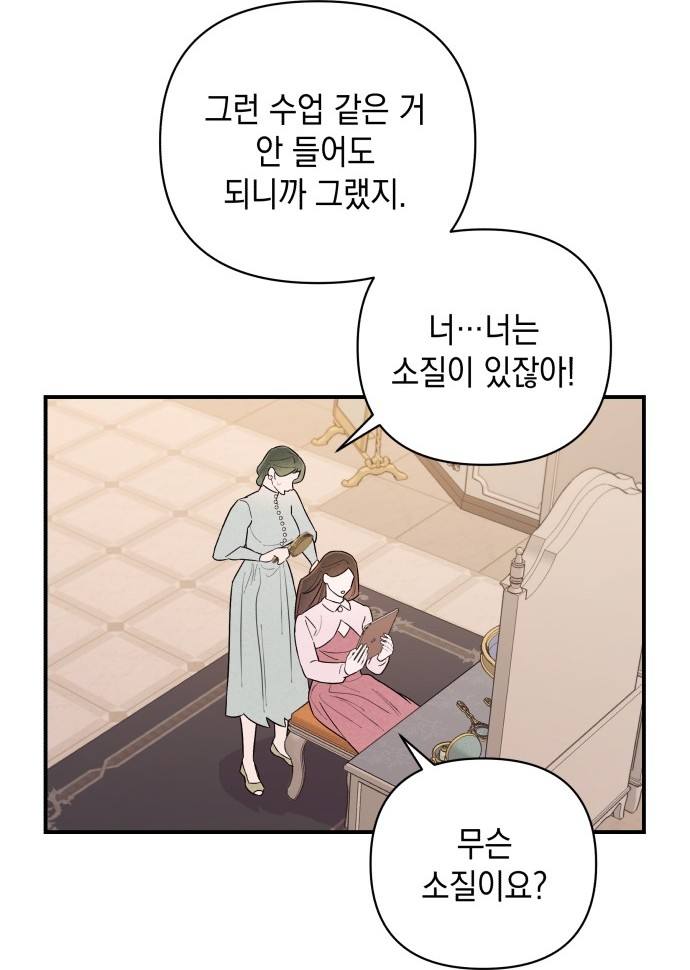 그런 수업 같은 거
안 들어도
되니까 그랬지.
너…너는
소질이 있잖아!
무슨
소질이요?